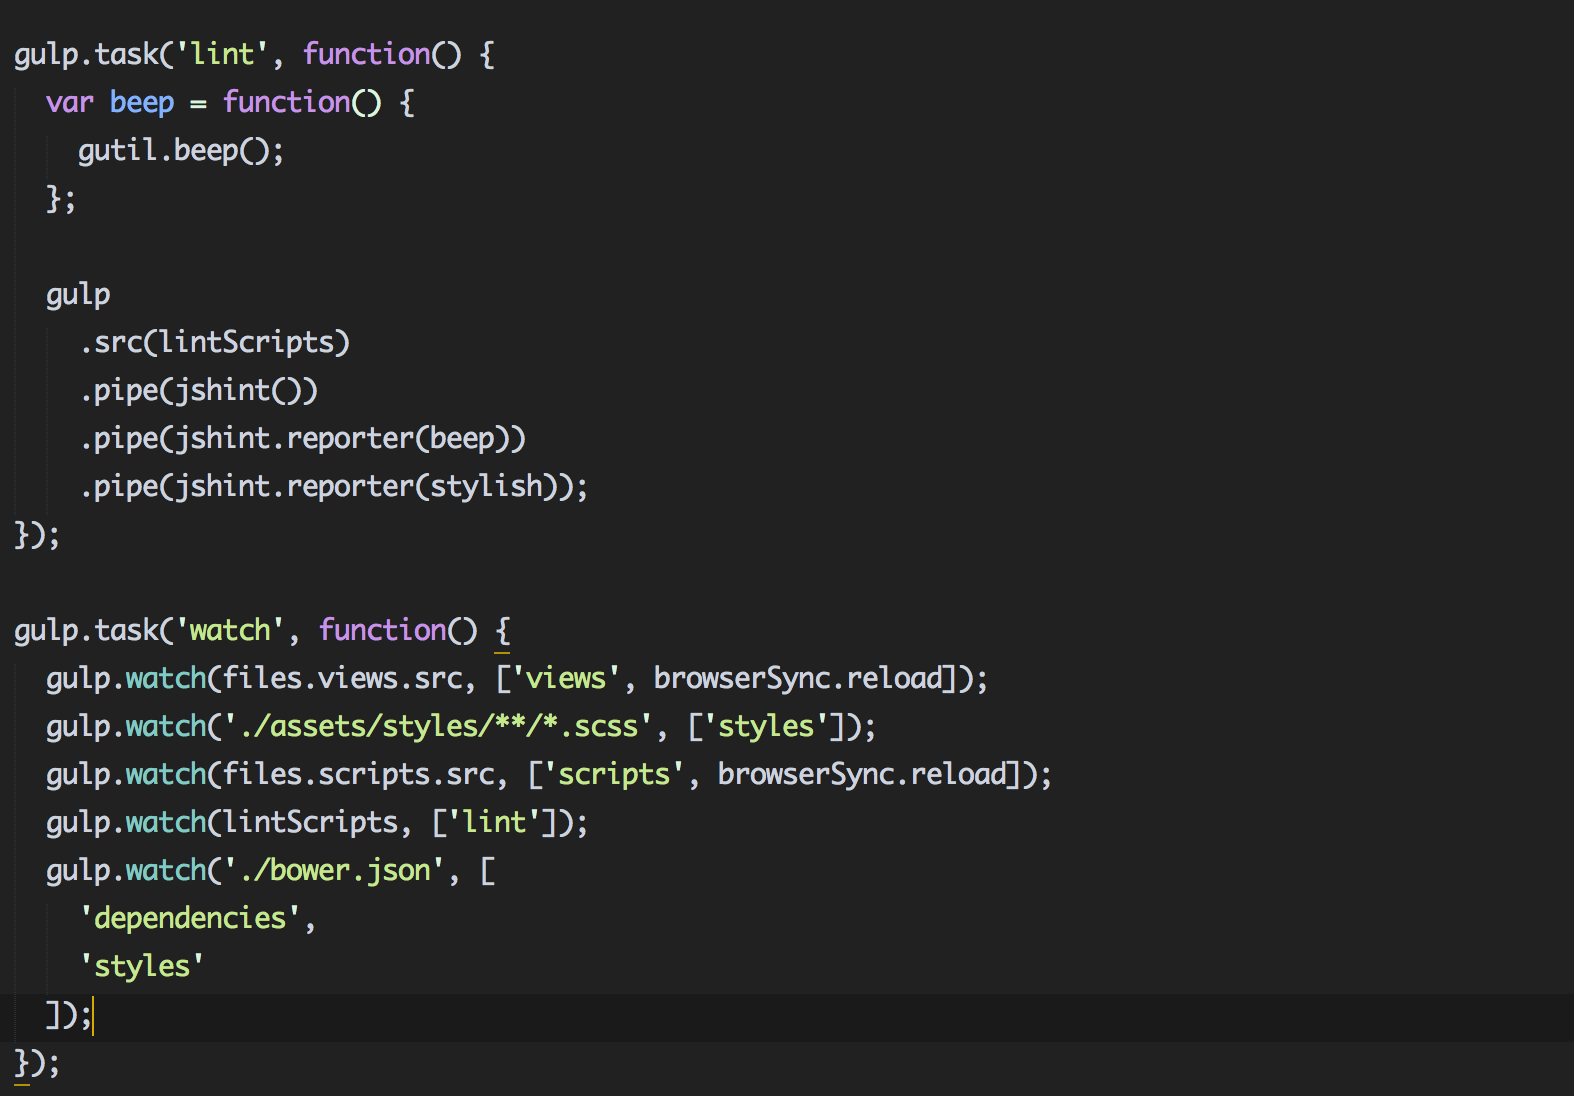 gulp.task('lint', function() {
  var beep = function() {
    gutil.beep();
  };

  gulp
    .src(lintScripts)
    .pipe(jshint())
    .pipe(jshint.reporter(beep))
    .pipe(jshint.reporter(stylish));
});

gulp.task('watch', function() {
  gulp.watch(files.views.src, ['views', browserSync.reload]);
  gulp.watch('./assets/styles/**/*.scss', ['styles']);
  gulp.watch(files.scripts.src, ['scripts', browserSync.reload]);
  gulp.watch(lintScripts, ['lint']);
  gulp.watch('./bower.json', [
    'dependencies',
    'styles'
  ]);
});